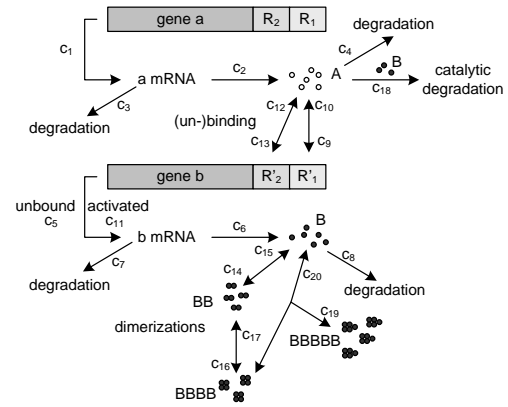 gene a R₂ R₁
degradation
c₁ c₄
B
a mRNA c₂ A
c₁₈ catalytic
degradation
c₃ c₁₂ c₁₀
degradation (un-)binding
c₁₃ c₉
gene b R'₂ R'₁
unbound activated
c₅ c₁₁
B
b mRNA c₆
c₇ c₁₅ c₈
c₁₄ c₂₀
degradation degradation
BB
c₁₉
dimerizations c₁₇ BBBBB
c₁₆
BBBB